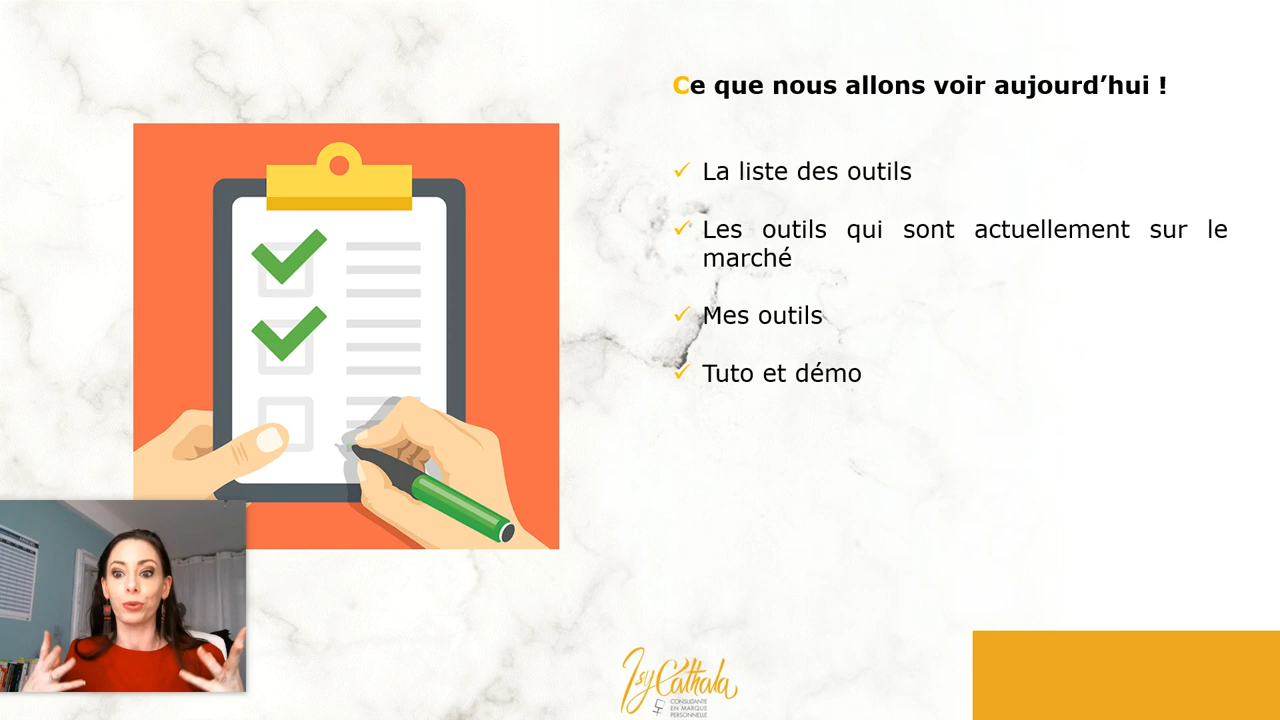 Ce que nous allons voir aujourd’hui !
✓ La liste des outils
✓ Les outils qui sont actuellement sur le
marché
✓ Mes outils
✓ Tuto et démo
Isy Cathala
CONSULTANTE
EN MARQUE
PERSONNELLE